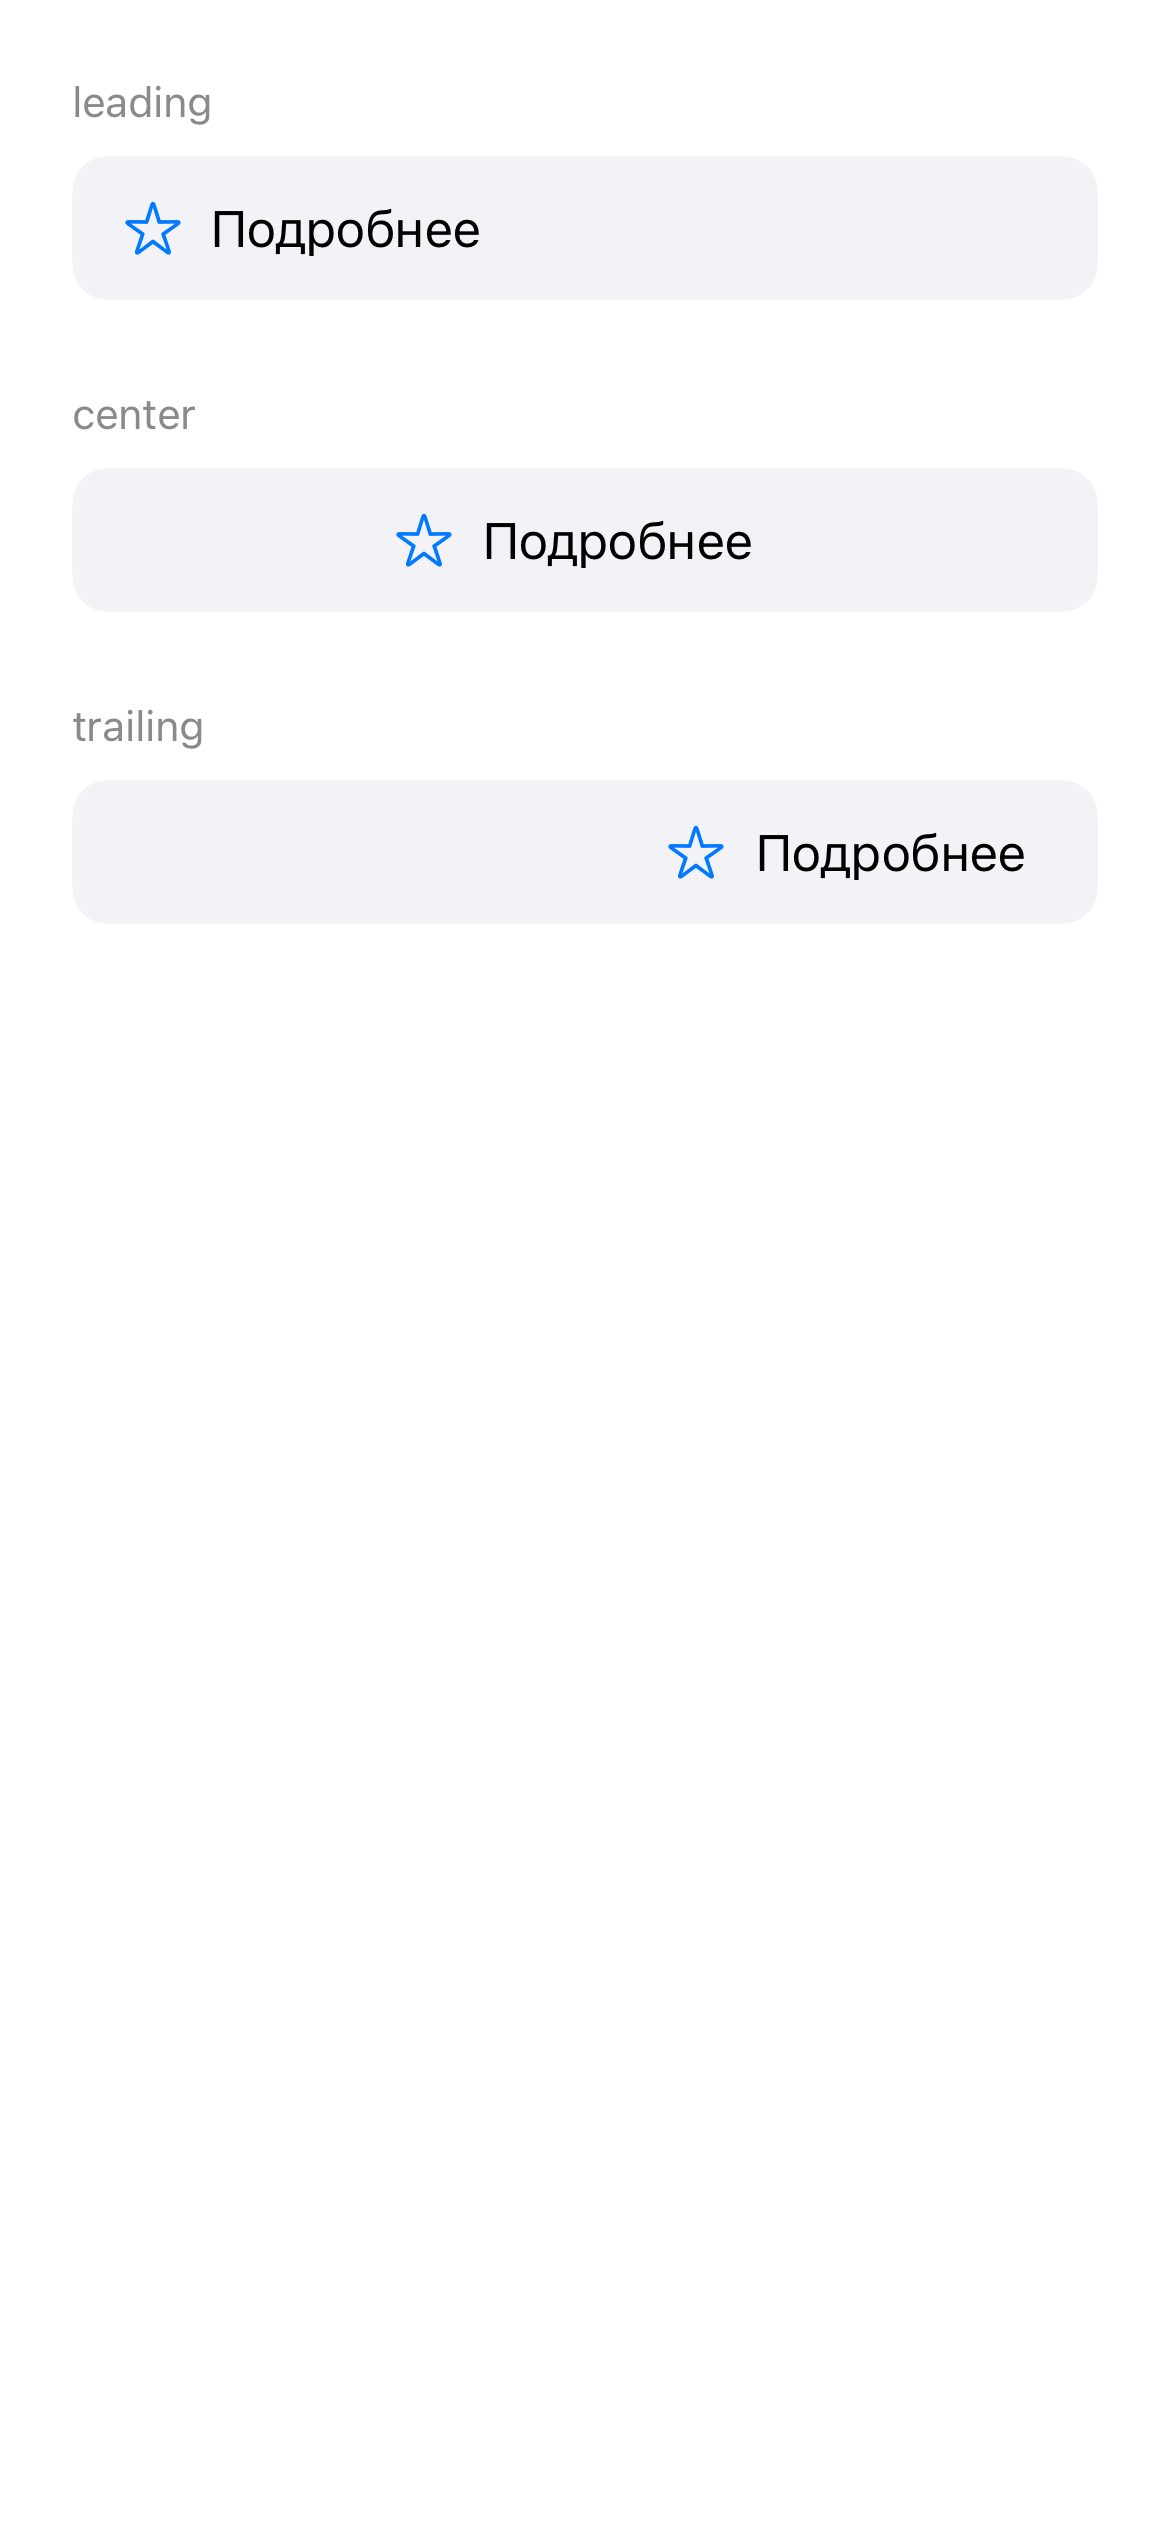 leading
Подробнее
center
Подробнее
trailing
Подробнее